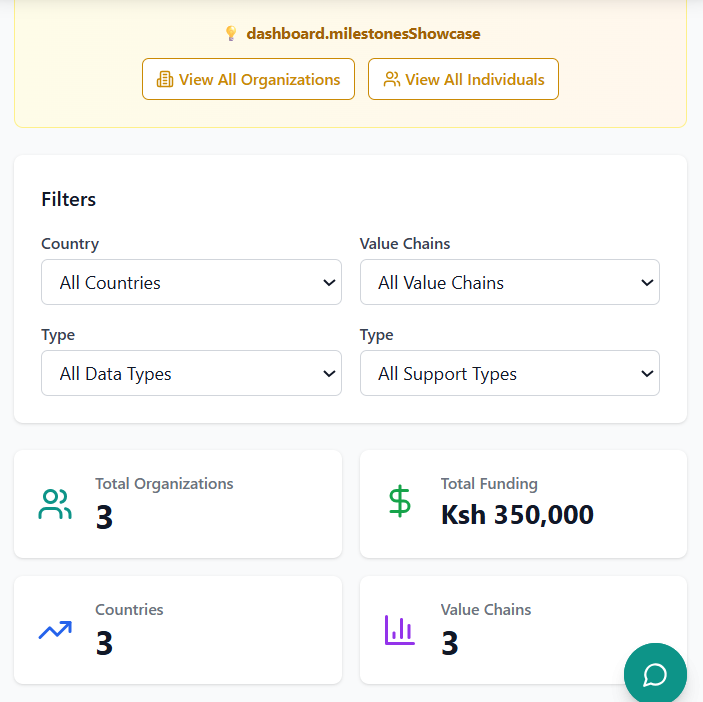 dashboard.milestonesShowcase
View All Organizations
View All Individuals
Filters
Country
Value Chains
All Countries
All Value Chains
Type
Type
All Data Types
All Support Types
Total Organizations
3
Total Funding
Ksh 350,000
Countries
3
Value Chains
3